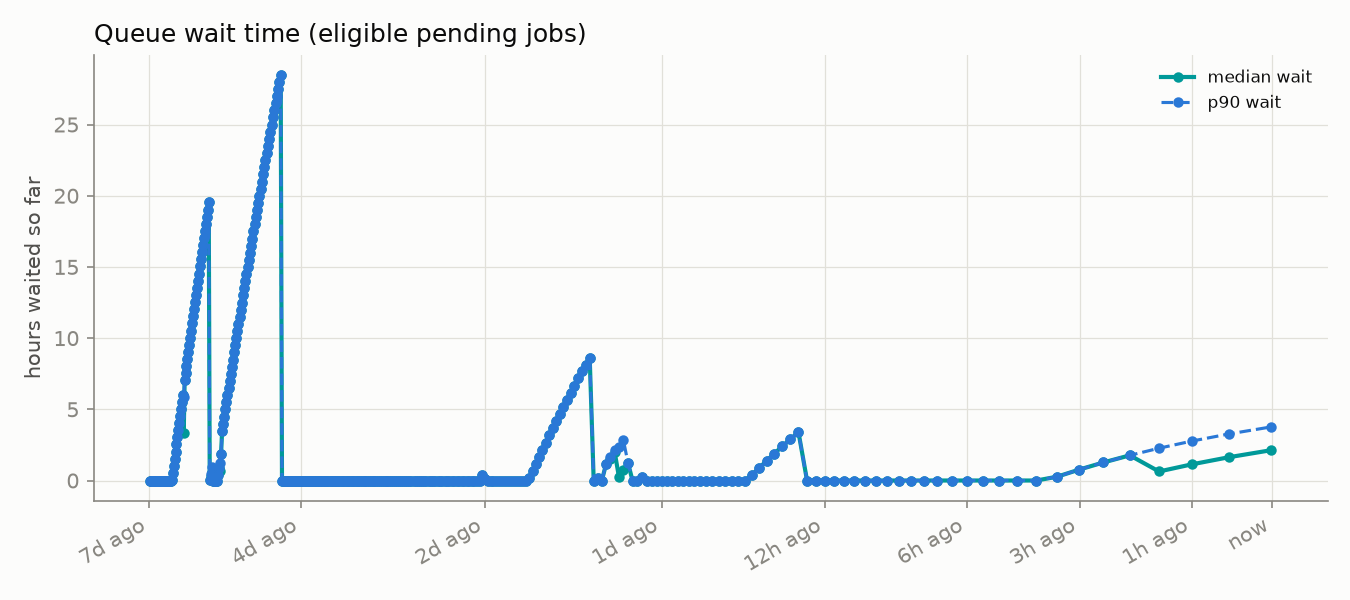 Queue wait time (eligible pending jobs)
median wait
p90 wait
hours waited so far
25
20
15
10
5
0
7d ago
4d ago
2d ago
1d ago
12h ago
6h ago
3h ago
1h ago
now